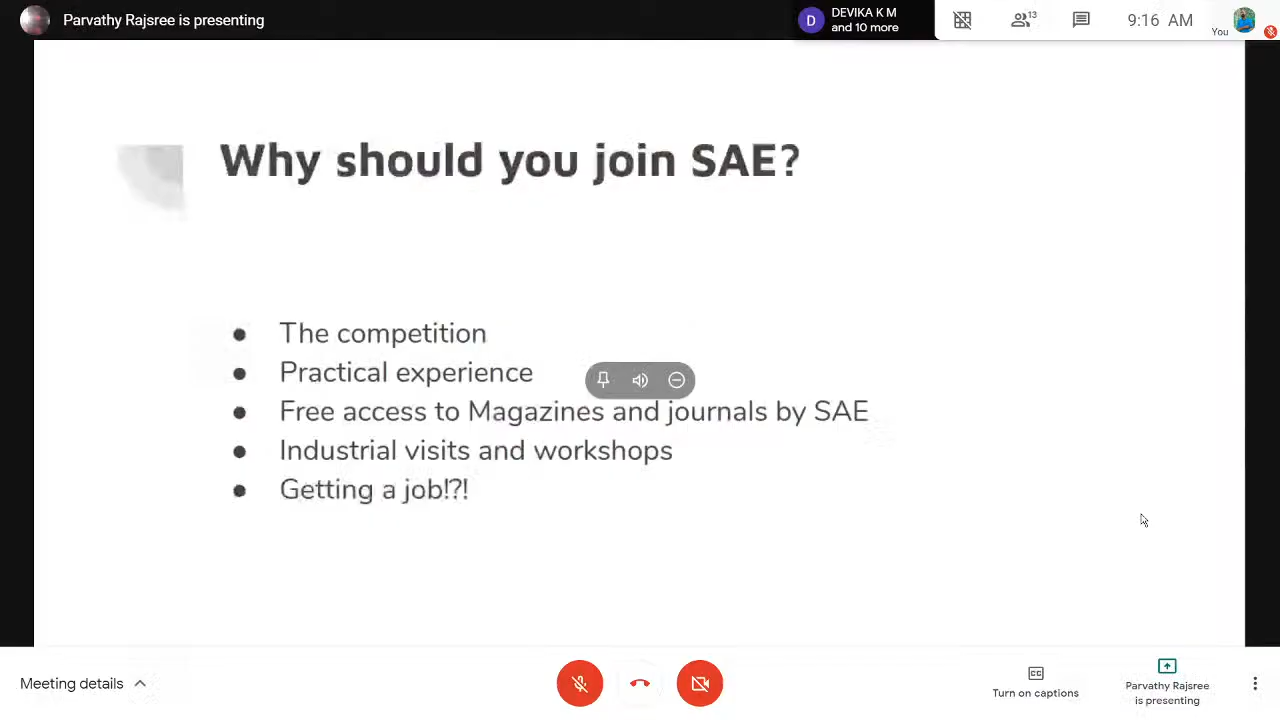 Parvathy Rajsree is presenting
D
DEVIKA K M
and 10 more
13
9:16 AM
You
Why should you join SAE?
● The competition
● Practical experience
● Free access to Magazines and journals by SAE
● Industrial visits and workshops
● Getting a job!?!
Meeting details
CC
Turn on captions
Parvathy Rajsree
is presenting